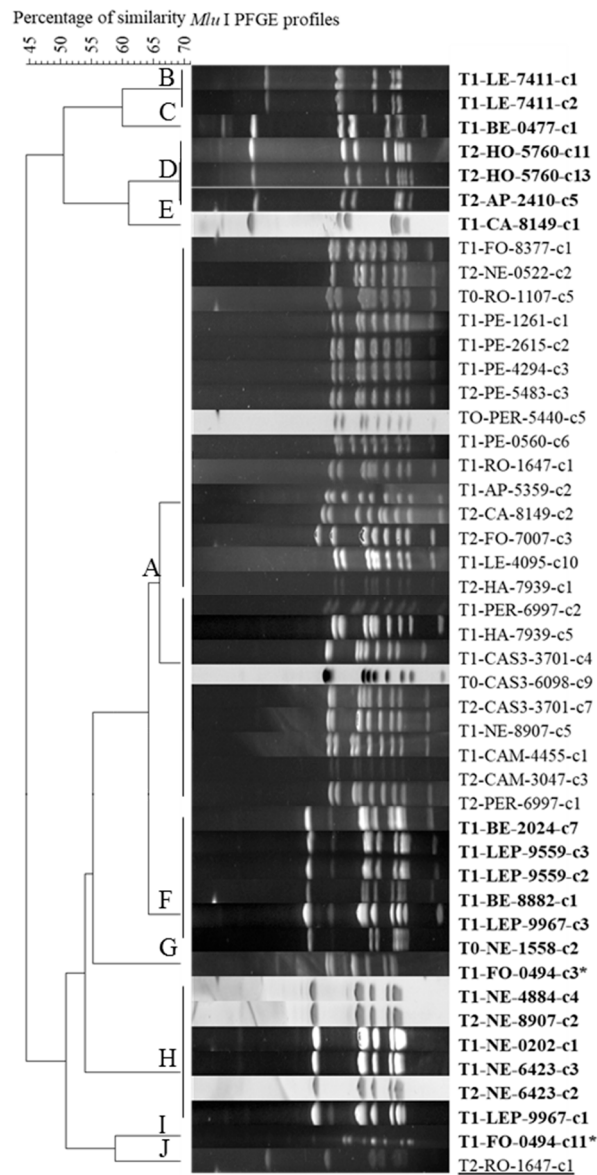 Percentage of similarity Mlu I PFGE profiles
45 50 55 60 65 70
B
T1-LE-7411-c1
T1-LE-7411-c2
C
T1-BE-0477-c1
T2-HO-5760-c11
D
T2-HO-5760-c13
T2-AP-2410-c5
E
T1-CA-8149-c1
T1-FO-8377-c1
T2-NE-0522-c2
T0-RO-1107-c5
T1-PE-1261-c1
T1-PE-2615-c2
T1-PE-4294-c3
T2-PE-5483-c3
TO-PER-5440-c5
T1-PE-0560-c6
T1-RO-1647-c1
T1-AP-5359-c2
T2-CA-8149-c2
T2-FO-7007-c3
A
T1-LE-4095-c10
T2-HA-7939-c1
T1-PER-6997-c2
T1-HA-7939-c5
T1-CAS3-3701-c4
T0-CAS3-6098-c9
T2-CAS3-3701-c7
T1-NE-8907-c5
T1-CAM-4455-c1
T2-CAM-3047-c3
T2-PER-6997-c1
T1-BE-2024-c7
T1-LEP-9559-c3
T1-LEP-9559-c2
F
T1-BE-8882-c1
T1-LEP-9967-c3
G
T0-NE-1558-c2
T1-FO-0494-c3*
T1-NE-4884-c4
T2-NE-8907-c2
T1-NE-0202-c1
H
T1-NE-6423-c3
T2-NE-6423-c2
T1-LEP-9967-c1
I
T1-FO-0494-c11*
J
T2-RO-1647-c1